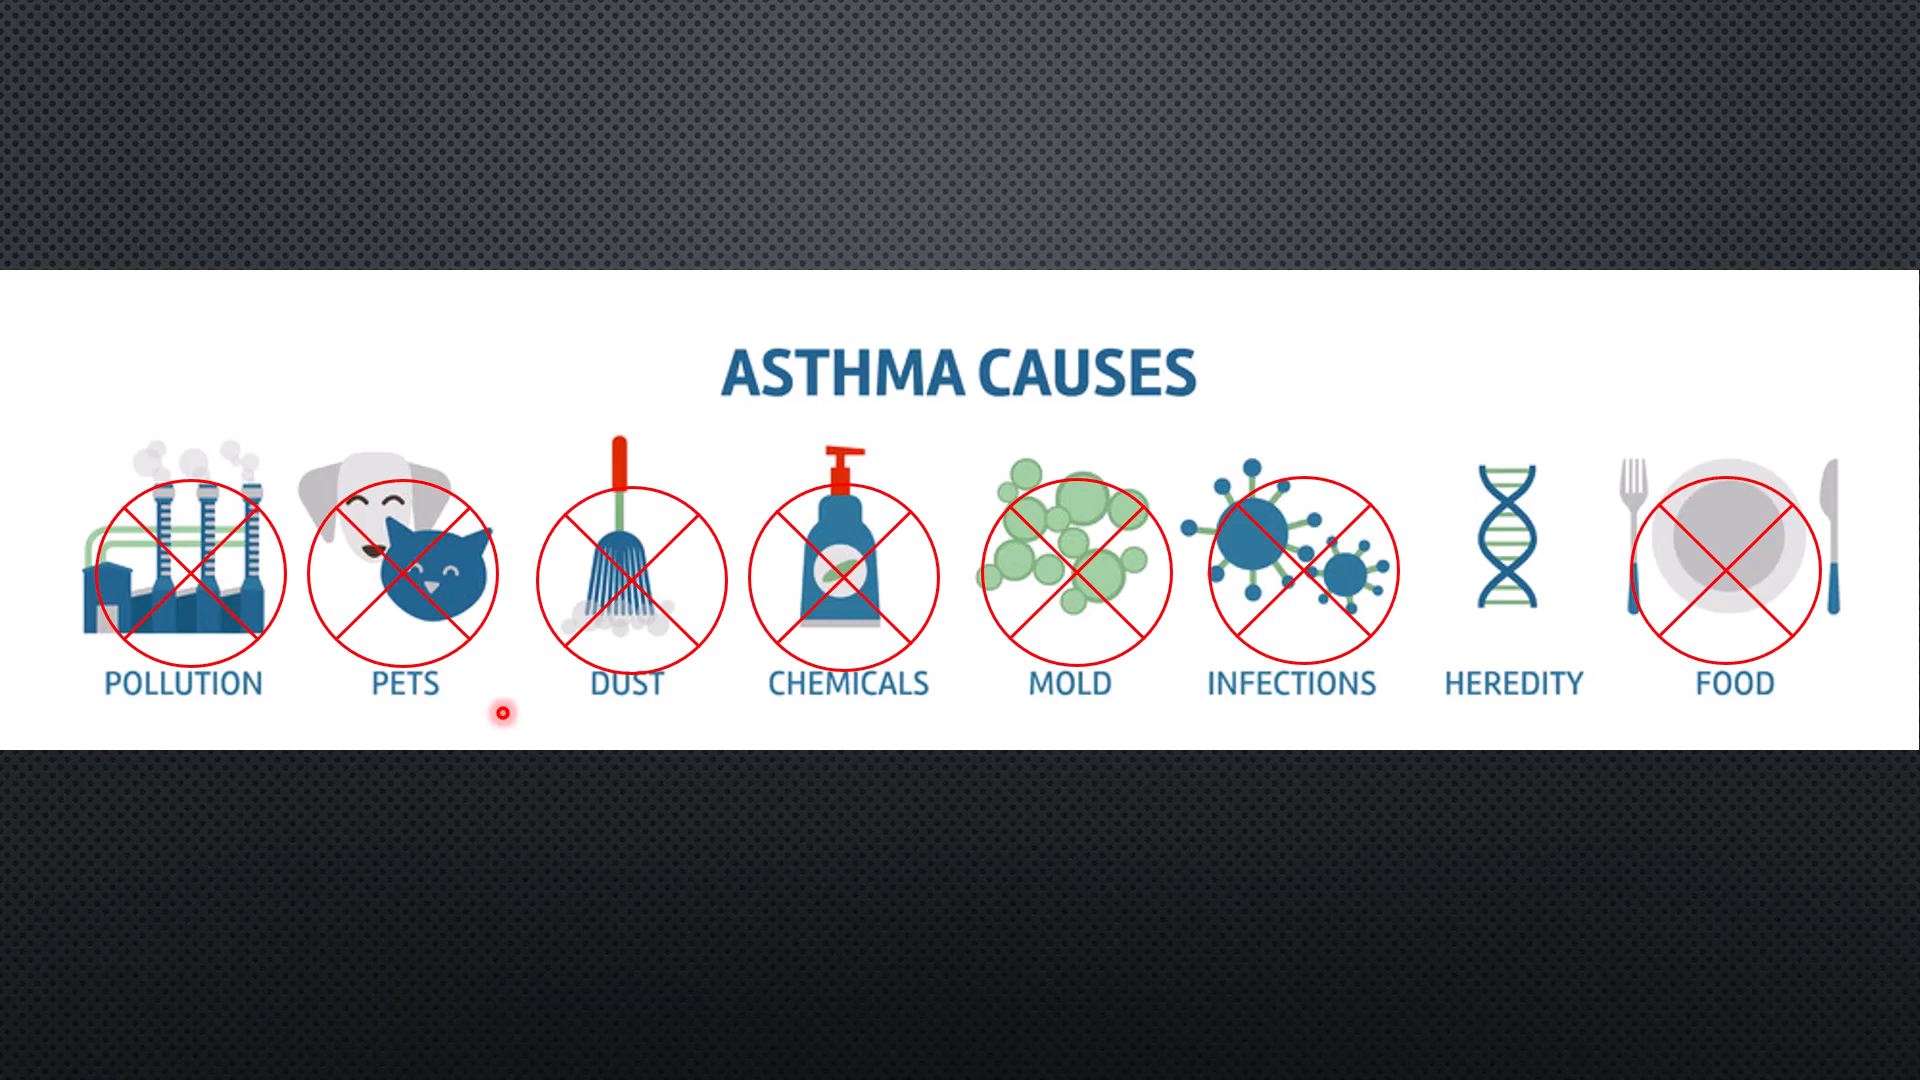 ASTHMA CAUSES
POLLUTION
PETS
DUST
CHEMICALS
MOLD
INFECTIONS
HEREDITY
FOOD